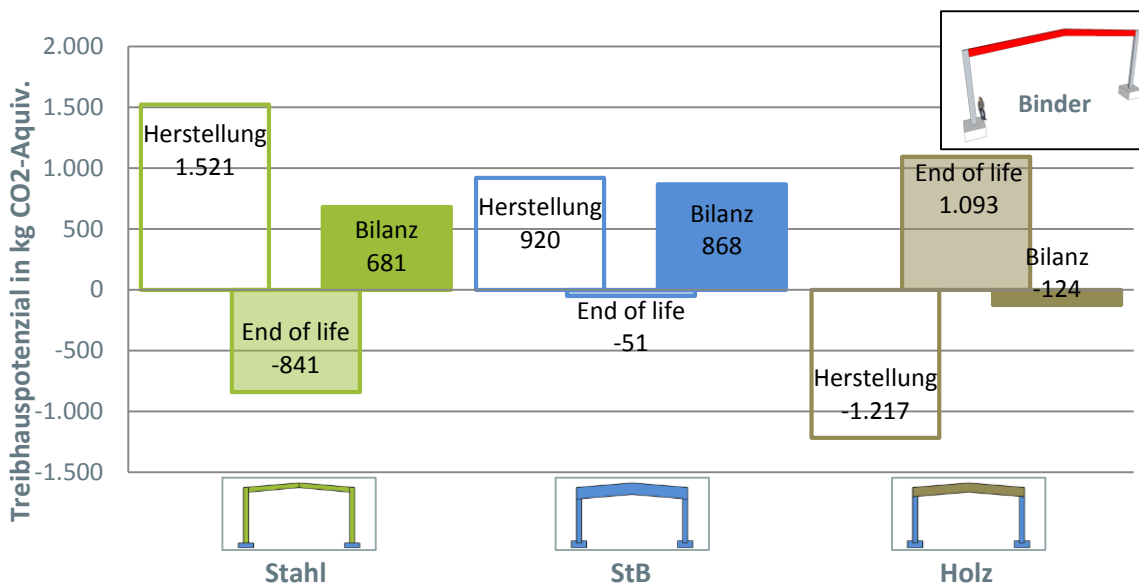 Treibhauspotenzial in kg CO2-Aquiv.
2.000
1.500
1.000
500
0
-500
-1.000
-1.500
Herstellung
1.521
End of life
-841
Bilanz
681
Herstellung
920
End of life
-51
Bilanz
868
Herstellung
-1.217
End of life
1.093
Bilanz
-124
Binder
Stahl
StB
Holz